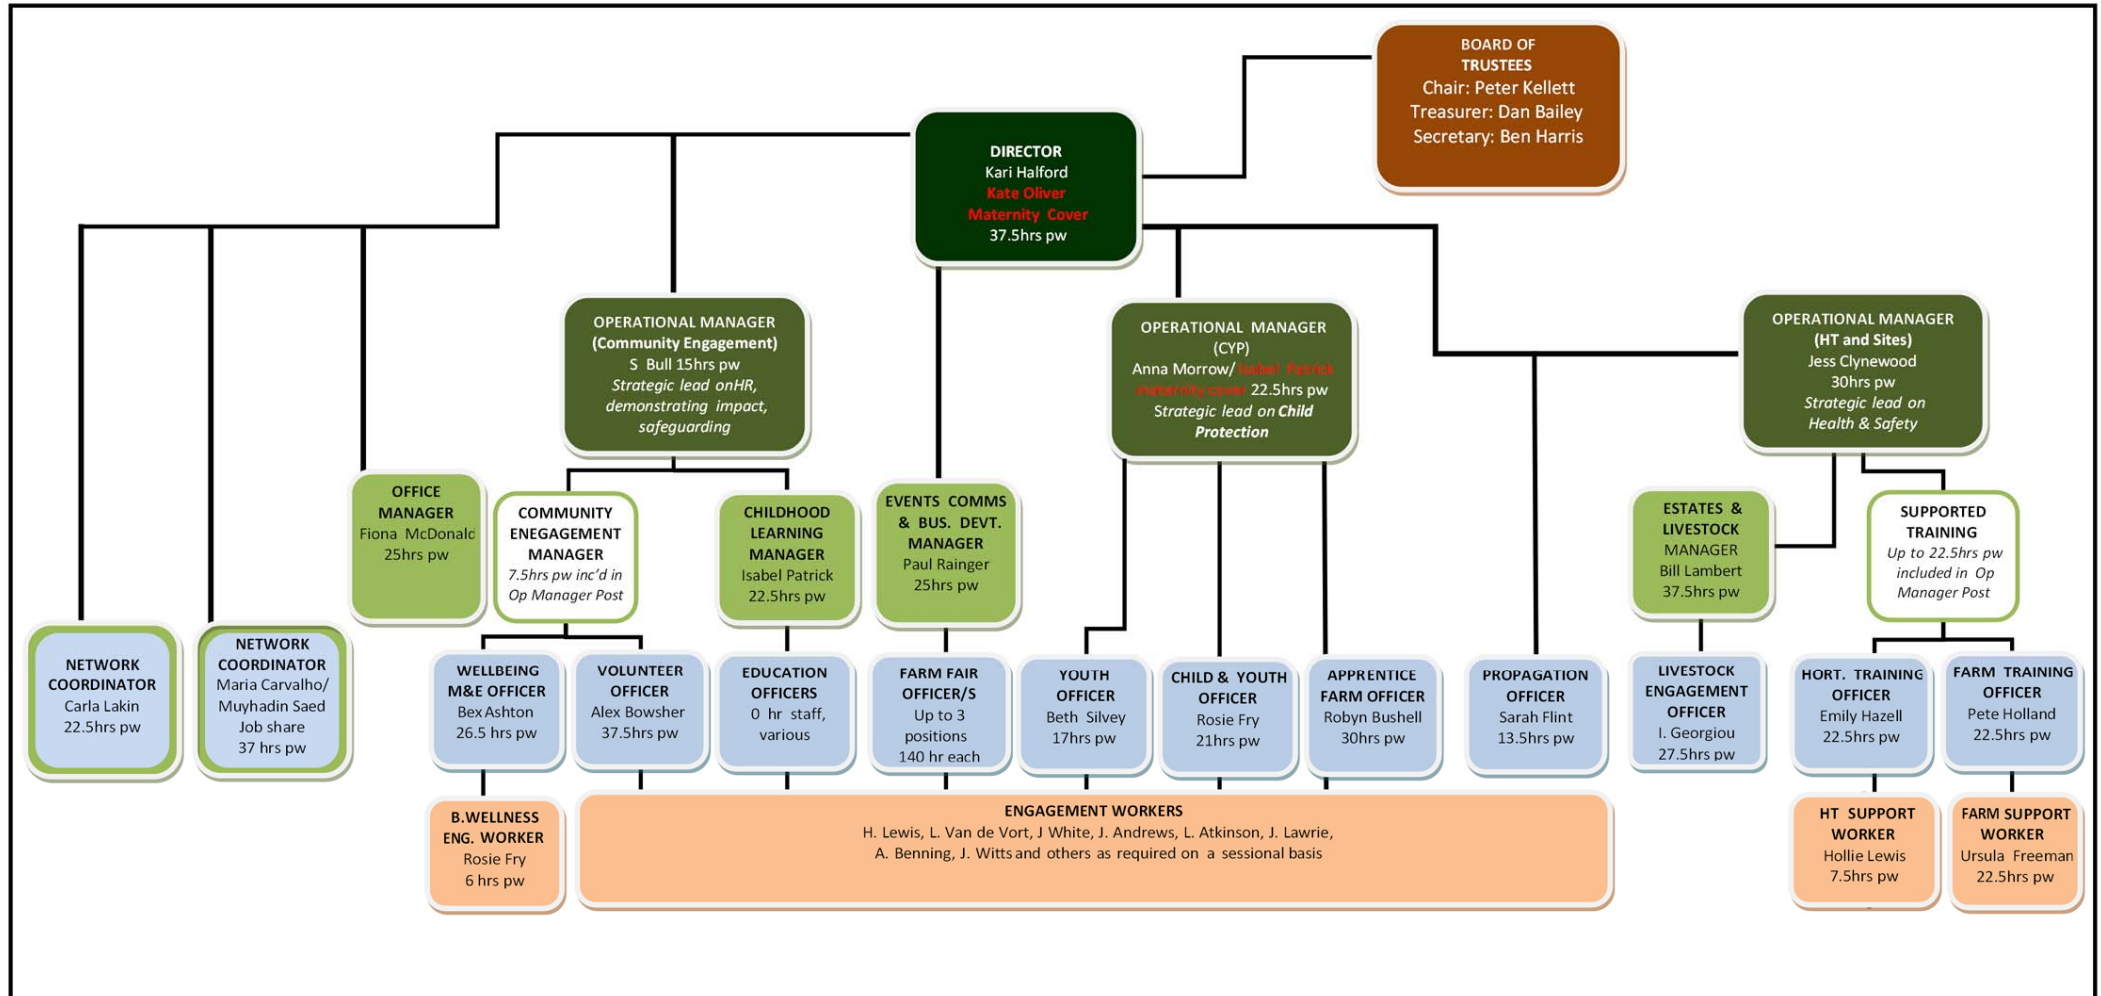 BOARD OF
TRUSTEES
Chair: Peter Kellett
Treasurer: Dan Bailey
Secretary: Ben Harris
DIRECTOR
Kari Halford
Kate Oliver
Maternity Cover
37.5hrs pw
OPERATIONAL MANAGER
(Community Engagement)
S Bull 15hrs pw
Strategic lead onHR,
demonstrating impact,
safeguarding
OPERATIONAL MANAGER
(CYP)
Anna Morrow/ Isabel Patrick
maternity cover 22.5hrs pw
Strategic lead on Child
Protection
OPERATIONAL MANAGER
(HT and Sites)
Jess Clynewood
30hrs pw
Strategic lead on
Health & Safety
OFFICE
MANAGER
Fiona McDonald
25hrs pw
COMMUNITY
ENEGAGEMENT
MANAGER
7.5hrs pw inc'd in
Op Manager Post
CHILDHOOD
LEARNING
MANAGER
Isabel Patrick
22.5hrs pw
EVENTS COMMS
& BUS. DEVT.
MANAGER
Paul Rainger
25hrs pw
ESTATES &
LIVESTOCK
MANAGER
Bill Lambert
37.5hrs pw
SUPPORTED
TRAINING
Up to 22.5hrs pw
included in Op
Manager Post
NETWORK
COORDINATOR
Carla Lakin
22.5hrs pw
NETWORK
COORDINATOR
Maria Carvalho/
Muyhadin Saed
Job share
37 hrs pw
WELLBEING
M&E OFFICER
Bex Ashton
26.5 hrs pw
VOLUNTEER
OFFICER
Alex Bowsher
37.5hrs pw
EDUCATION
OFFICERS
0 hr staff,
various
FARM FAIR
OFFICER/S
Up to 3
positions
140 hr each
YOUTH
OFFICER
Beth Silvey
17hrs pw
CHILD & YOUTH
OFFICER
Rosie Fry
21hrs pw
APPRENTICE
FARM OFFICER
Robyn Bushell
30hrs pw
PROPAGATION
OFFICER
Sarah Flint
13.5hrs pw
LIVESTOCK
ENGAGEMENT
OFFICER
I. Georgiou
27.5hrs pw
HORT. TRAINING
OFFICER
Emily Hazell
22.5hrs pw
FARM TRAINING
OFFICER
Pete Holland
22.5hrs pw
B.WELLNESS
ENG. WORKER
Rosie Fry
6 hrs pw
ENGAGEMENT WORKERS
H. Lewis, L. Van de Vort, J White, J. Andrews, L. Atkinson, J. Lawrie,
A. Benning, J. Witts and others as required on a sessional basis
HT SUPPORT
WORKER
Hollie Lewis
7.5hrs pw
FARM SUPPORT
WORKER
Ursula Freeman
22.5hrs pw